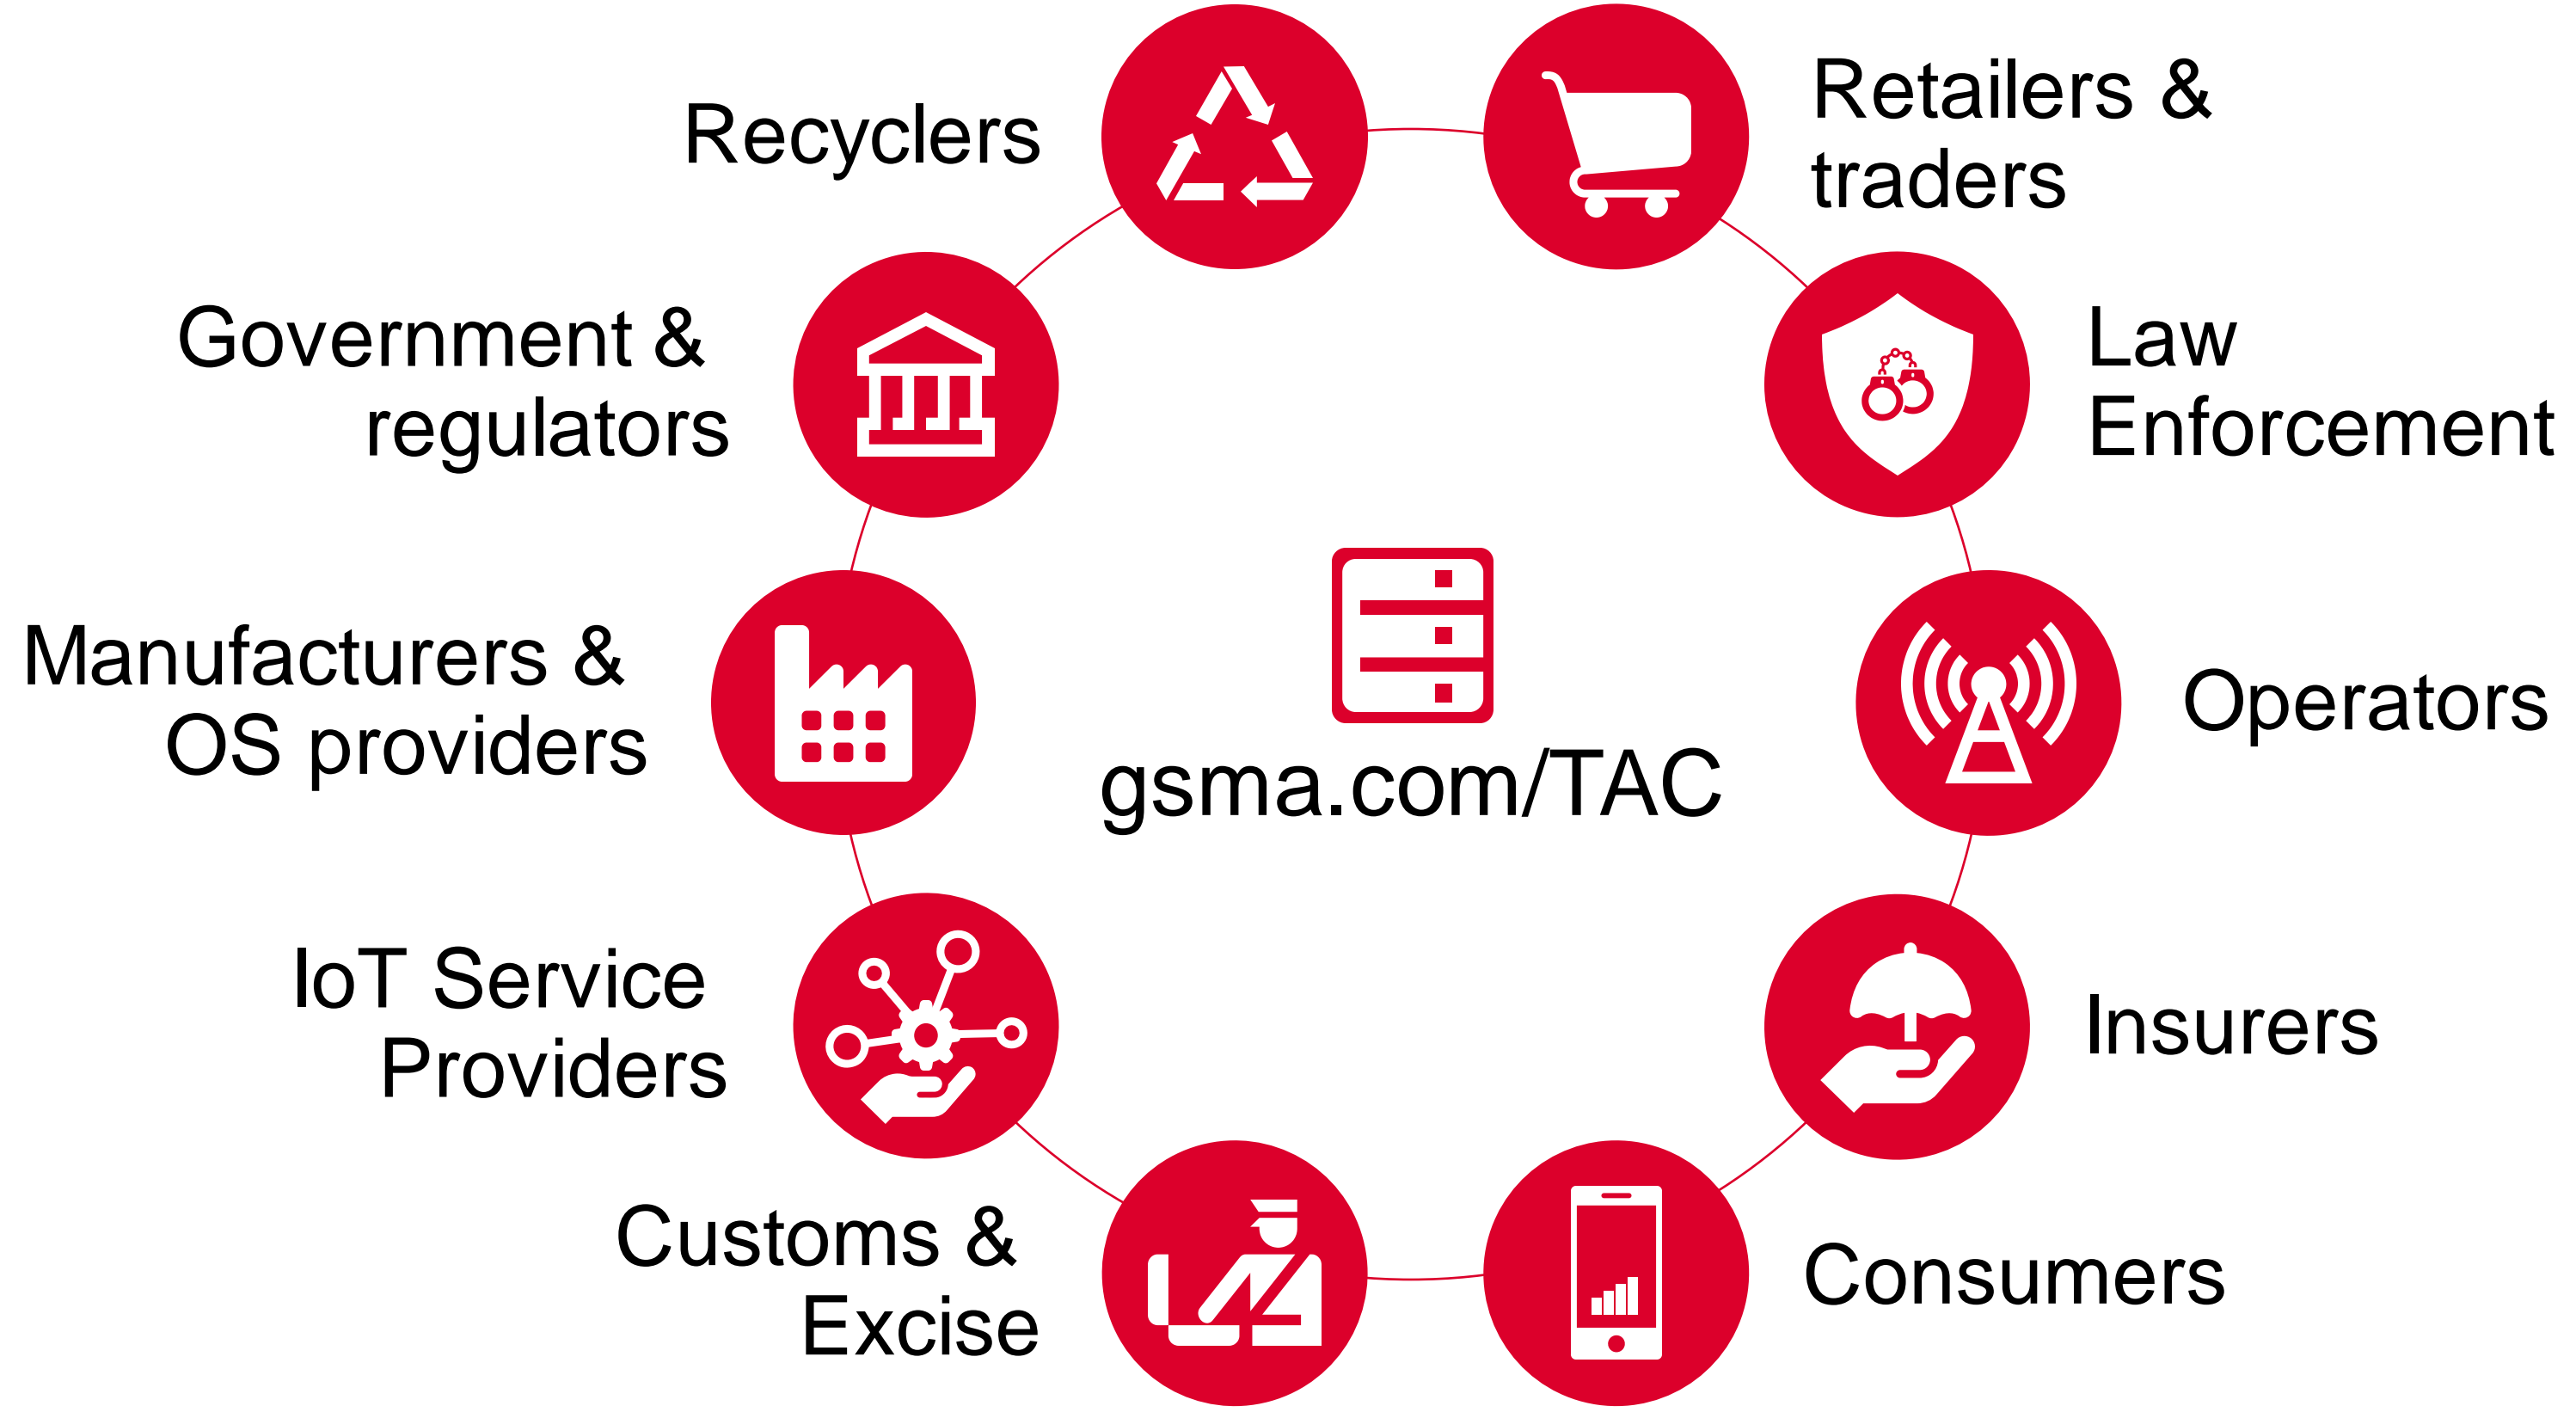 Recyclers
Retailers &
traders
Government &
regulators
Law
Enforcement
Manufacturers &
OS providers
gsma.com/TAC
Operators
IoT Service
Providers
Insurers
Customs &
Excise
Consumers